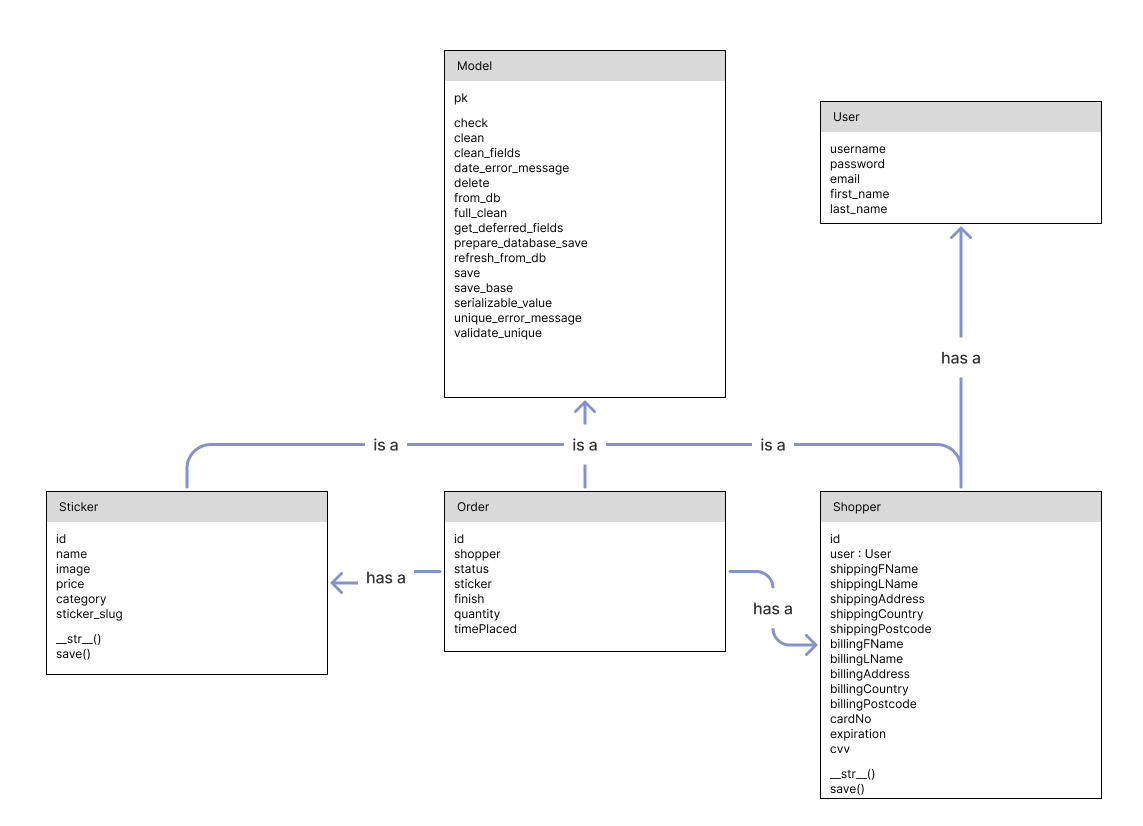 Model
pk
check
clean
clean_fields
date_error_message
delete
from_db
full_clean
get_deferred_fields
prepare_database_save
refresh_from_db
save
save_base
serializable_value
unique_error_message
validate_unique
User
username
password
email
first_name
last_name
has a
is a
is a
is a
Sticker
id
name
image
price
category
sticker_slug
__str__()
save()
has a
Order
id
shopper
status
sticker
finish
quantity
timePlaced
has a
Shopper
id
user : User
shippingFName
shippingLName
shippingAddress
shippingCountry
shippingPostcode
billingFName
billingLName
billingAddress
billingCountry
billingPostcode
cardNo
expiration
cvv
__str__()
save()